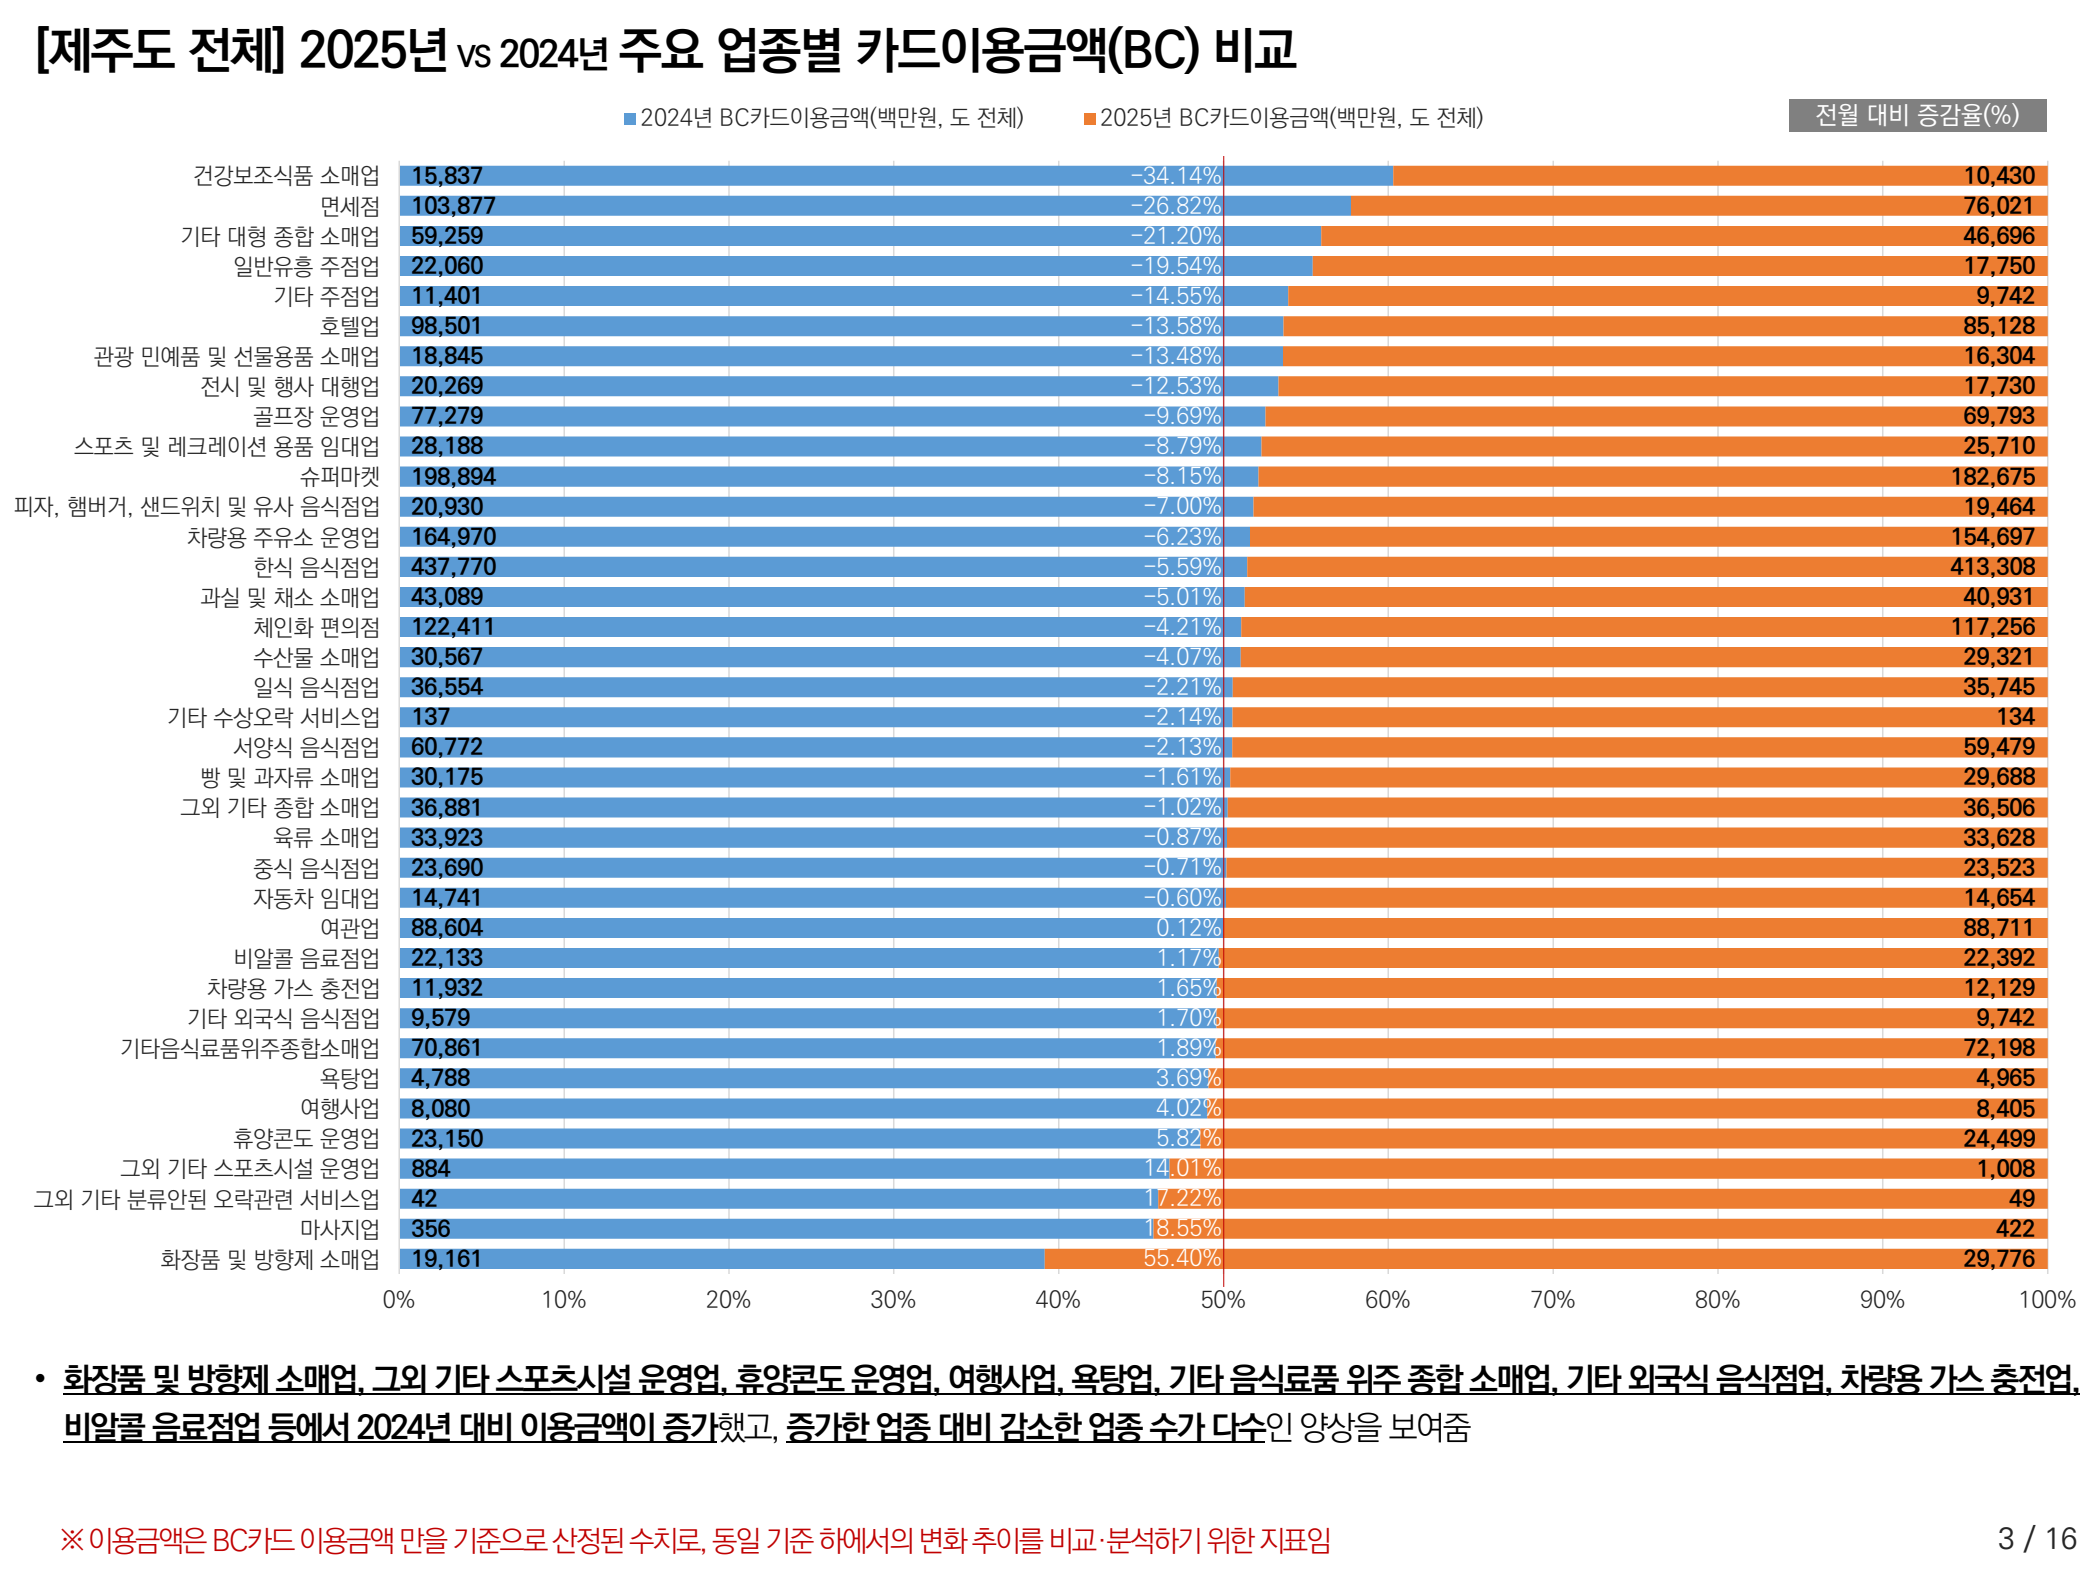 [제주도 전체] 2025년 vs 2024년 주요 업종별 카드이용금액(BC) 비교
2024년 BC카드이용금액(백만원, 도 전체) 2025년 BC카드이용금액(백만원, 도 전체) 전월 대비 증감율(%)
건강보조식품 소매업 15,837 -34.14% 10,430
면세점 103,877 -26.82% 76,021
기타 대형 종합 소매업 59,259 -21.20% 46,696
일반유흥 주점업 22,060 -19.54% 17,750
기타 주점업 11,401 -14.55% 9,742
호텔업 98,501 -13.58% 85,128
관광 민예품 및 선물용품 소매업 18,845 -13.48% 16,304
전시 및 행사 대행업 20,269 -12.53% 17,730
골프장 운영업 77,279 -9.69% 69,793
스포츠 및 레크레이션 용품 임대업 28,188 -8.79% 25,710
슈퍼마켓 198,894 -8.15% 182,675
피자, 햄버거, 샌드위치 및 유사 음식점업 20,930 -7.00% 19,464
차량용 주유소 운영업 164,970 -6.23% 154,697
한식 음식점업 437,770 -5.59% 413,308
과실 및 채소 소매업 43,089 -5.01% 40,931
체인화 편의점 122,411 -4.21% 117,256
수산물 소매업 30,567 -4.07% 29,321
일식 음식점업 36,554 -2.21% 35,745
기타 수상오락 서비스업 137 -2.14% 134
서양식 음식점업 60,772 -2.13% 59,479
빵 및 과자류 소매업 30,175 -1.61% 29,688
그외 기타 종합 소매업 36,881 -1.02% 36,506
육류 소매업 33,923 -0.87% 33,628
중식 음식점업 23,690 -0.71% 23,523
자동차 임대업 14,741 -0.60% 14,654
여관업 88,604 0.12% 88,711
비알콜 음료점업 22,133 1.17% 22,392
차량용 가스 충전업 11,932 1.65% 12,129
기타 외국식 음식점업 9,579 1.70% 9,742
기타음식료품위주종합소매업 70,861 1.89% 72,198
욕탕업 4,788 3.69% 4,965
여행사업 8,080 4.02% 8,405
휴양콘도 운영업 23,150 5.82% 24,499
그외 기타 스포츠시설 운영업 884 14.01% 1,008
그외 기타 분류안된 오락관련 서비스업 42 17.22% 49
마사지업 356 18.55% 422
화장품 및 방향제 소매업 19,161 55.40% 29,776
0% 10% 20% 30% 40% 50% 60% 70% 80% 90% 100%
• 화장품 및 방향제 소매업, 그외 기타 스포츠시설 운영업, 휴양콘도 운영업, 여행사업, 욕탕업, 기타 음식료품 위주 종합 소매업, 기타 외국식 음식점업, 차량용 가스 충전업,
비알콜 음료점업 등에서 2024년 대비 이용금액이 증가했고, 증가한 업종 대비 감소한 업종 수가 다수인 양상을 보여줌
※ 이용금액은 BC카드 이용금액 만을 기준으로 산정된 수치로, 동일 기준 하에서의 변화 추이를 비교·분석하기 위한 지표임
3 / 16